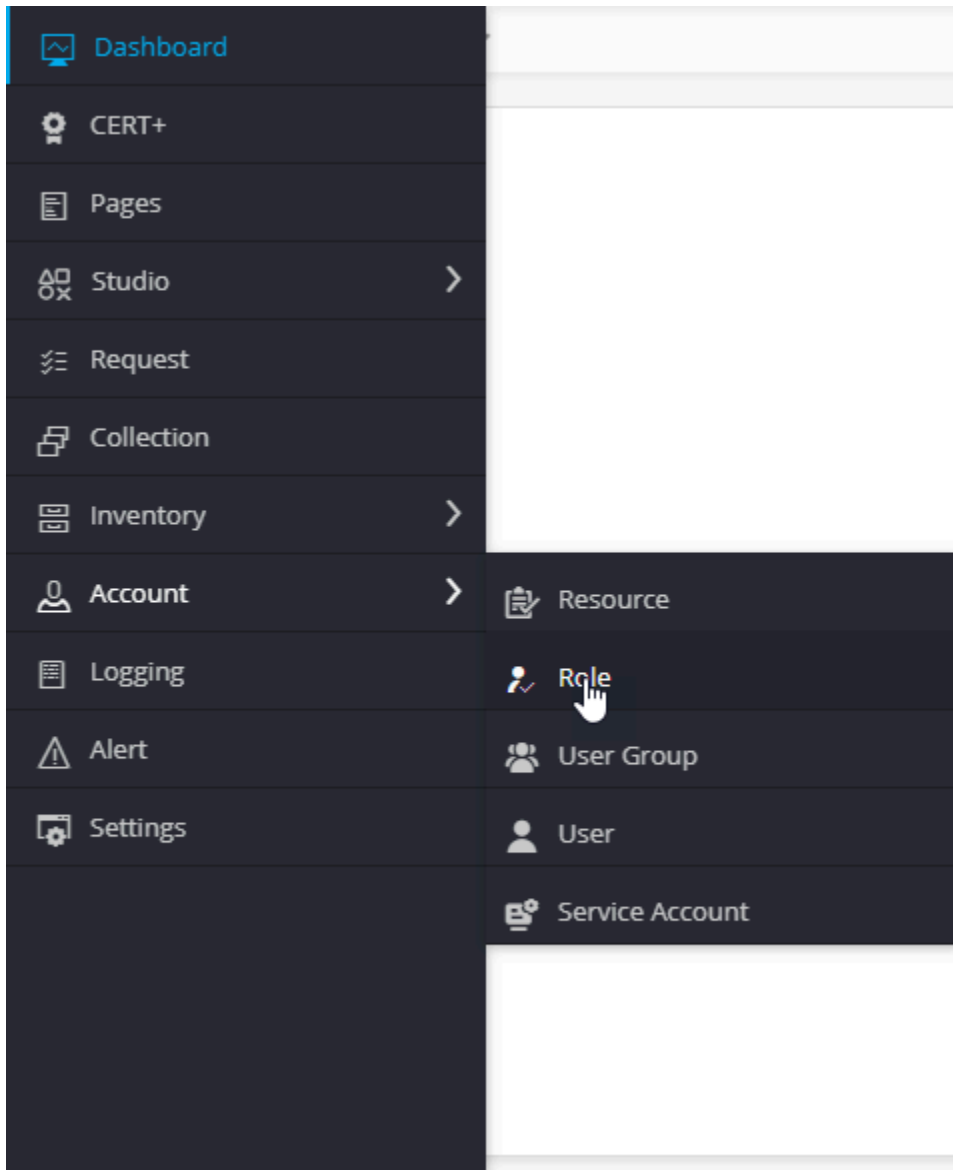 Dashboard
CERT+
Pages
Studio
Request
Collection
Inventory
Account
Logging
Alert
Settings
Resource
Role
User Group
User
Service Account